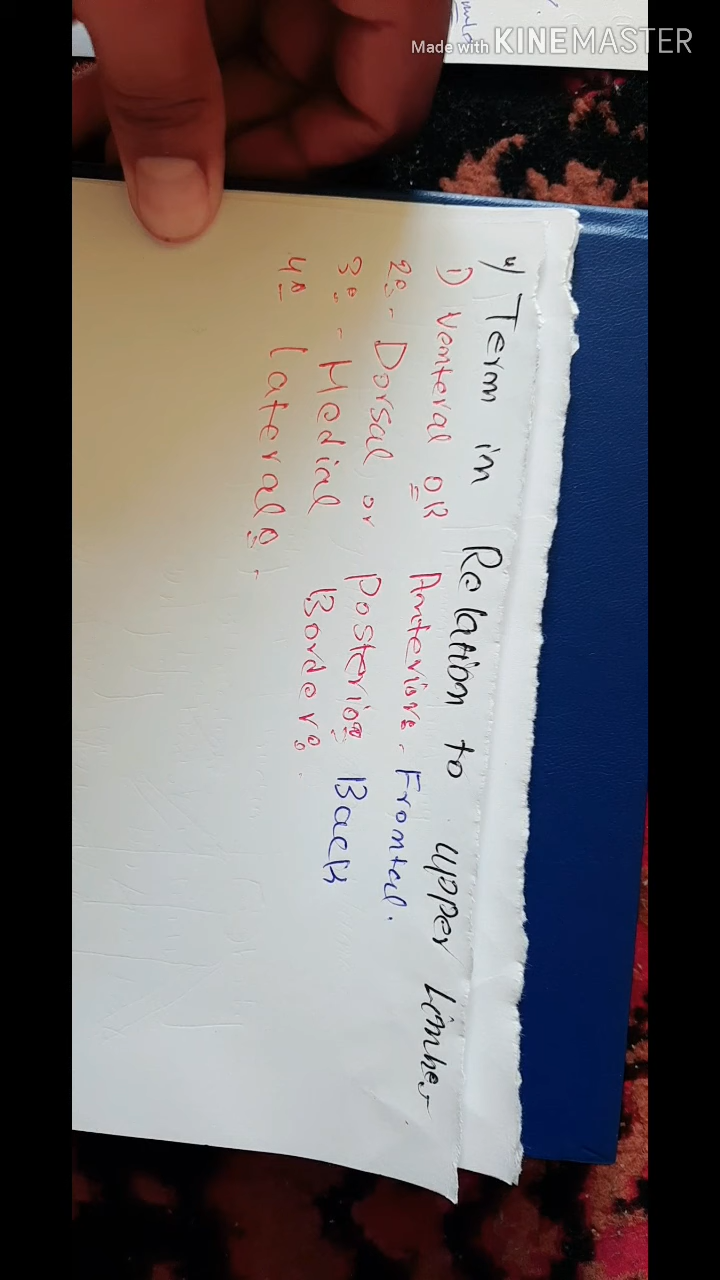 Made with KINEMASTER
4) Term in Relation to upper Limbe.
1) Venteral OR Anteriore. Frontal.
2:- Dorsal or Posterior Back
3:- Medial Border:
4: lateral:.